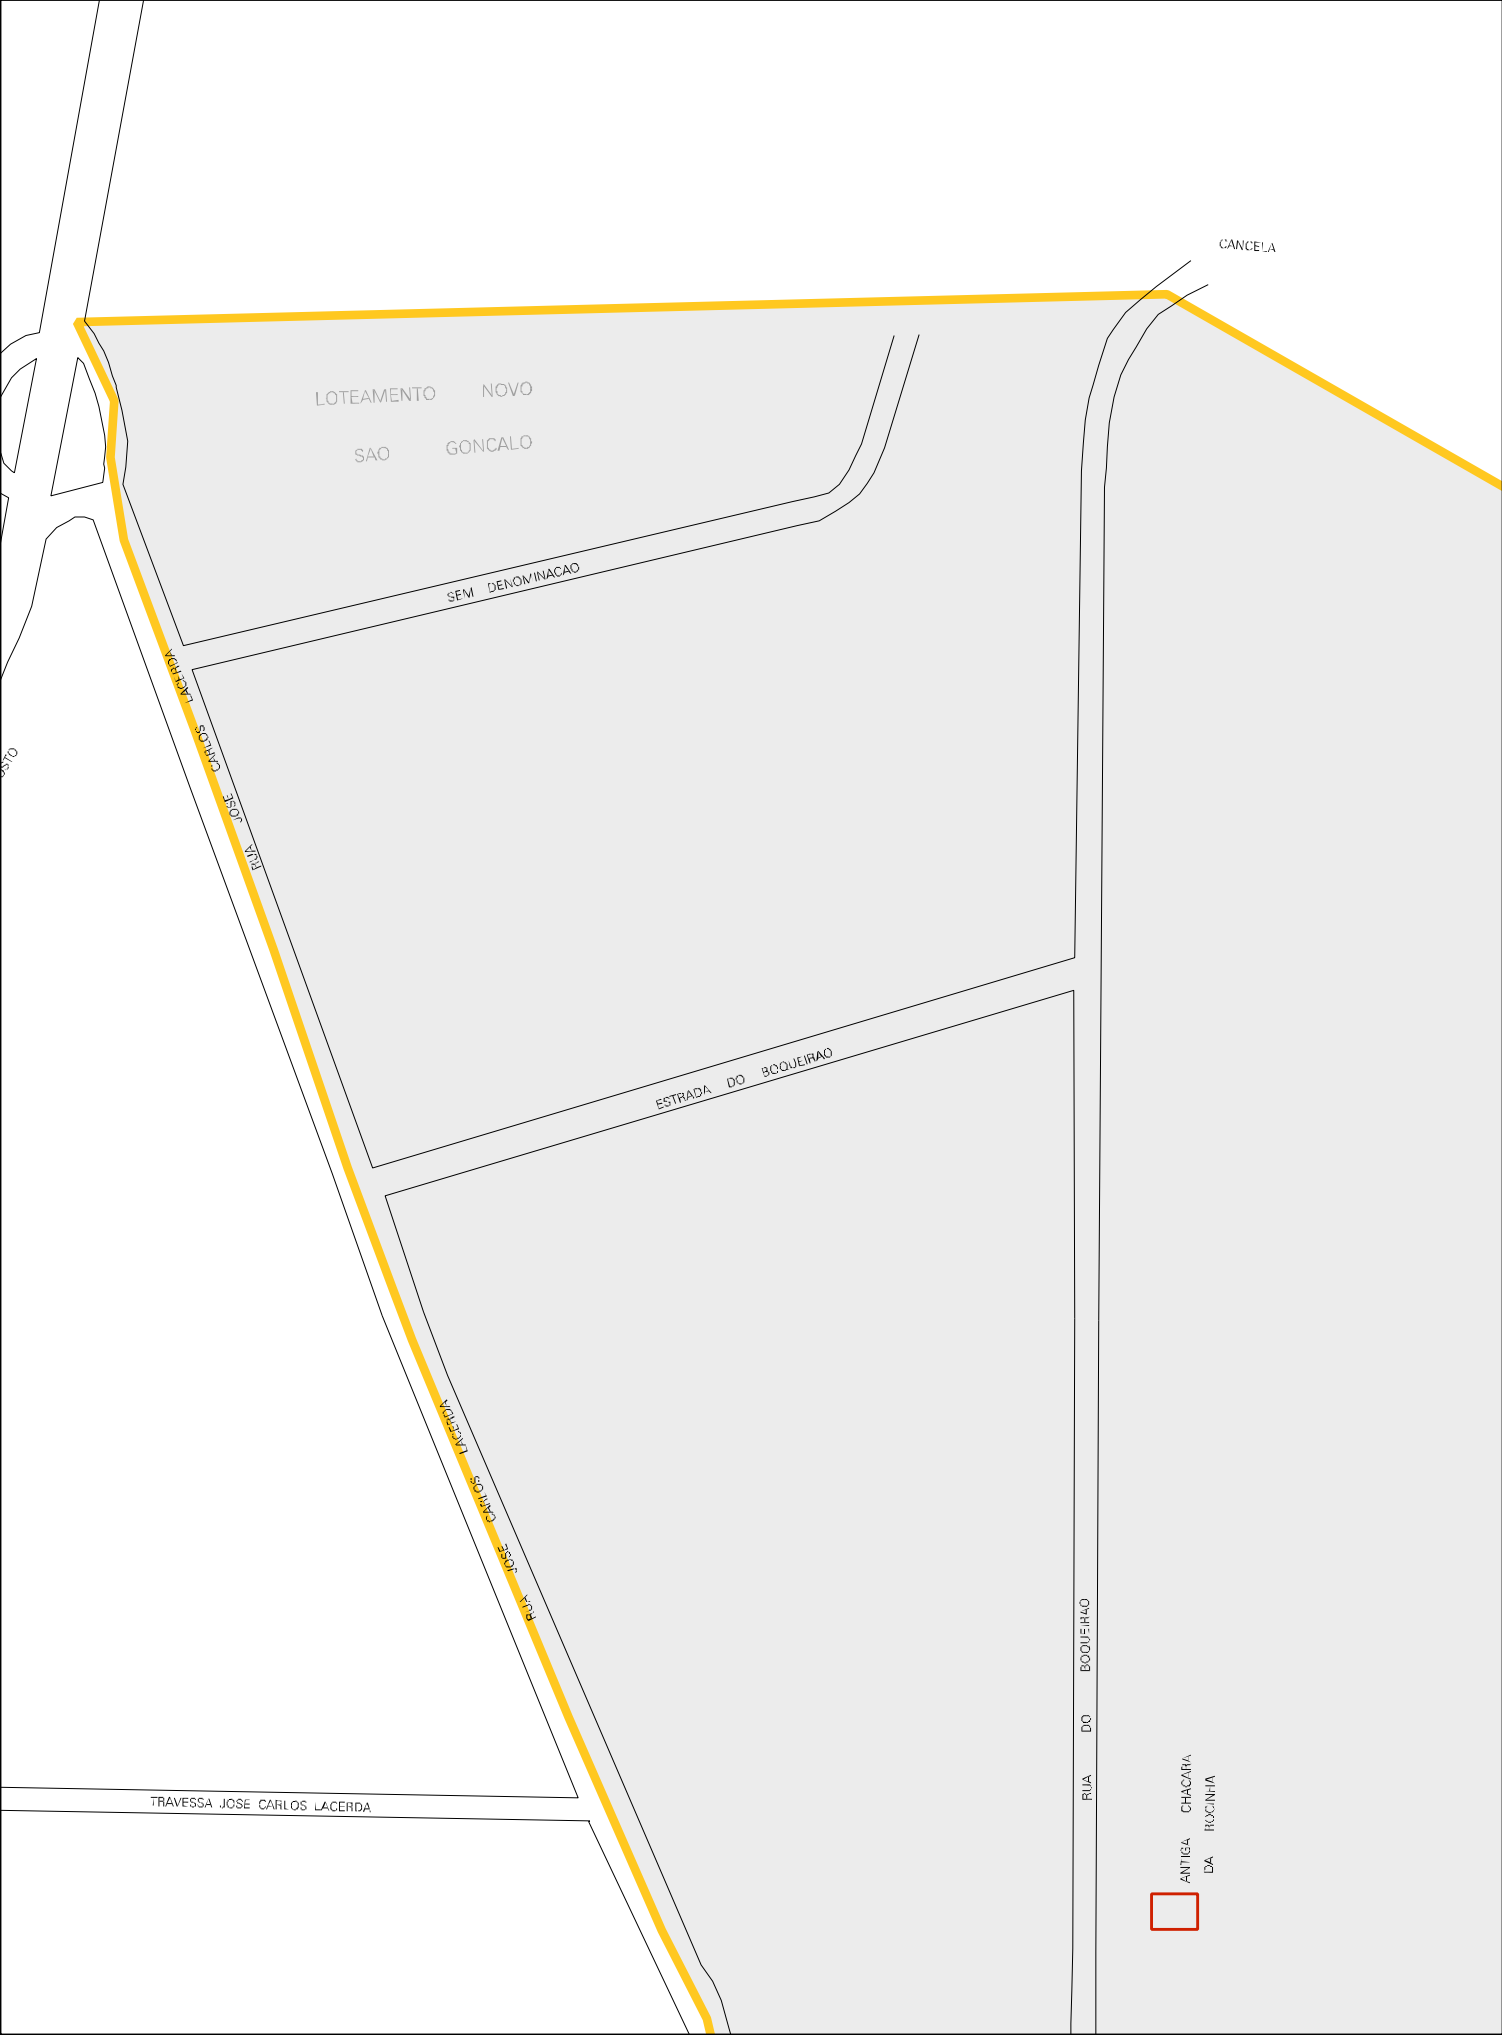 CANCELA
LOTEAMENTO NOVO
SAO GONCALO
SEM DENOMINACAO
RUA JOSE CARLOS LACERDA
ESTRADA DO BOQUEIRAO
RUA JOSE CARLOS LACERDA
RUA DO BOQUEIRAO
ANTIGA CHACARA
DA ROCINHA
TRAVESSA JOSE CARLOS LACERDA